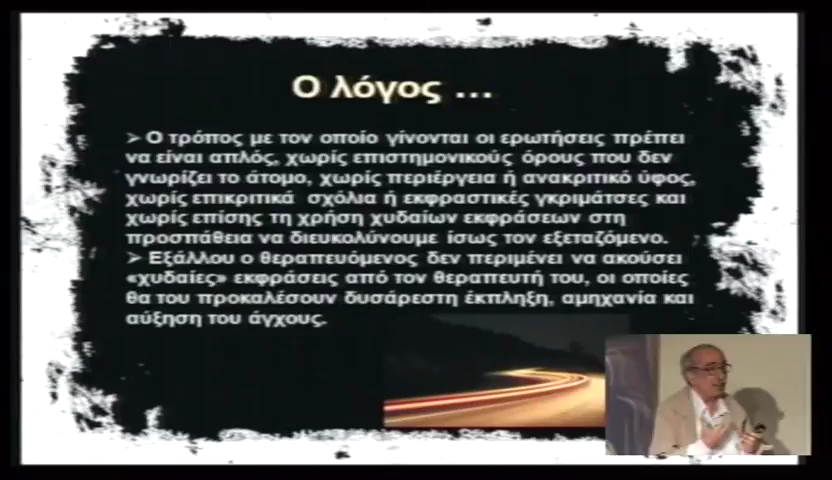 Ο λόγος ...
➢ Ο τρόπος με τον οποίο γίνονται οι ερωτήσεις πρέπει
να είναι απλός, χωρίς επιστημονικούς όρους που δεν
γνωρίζει το άτομο, χωρίς περιέργεια ή ανακριτικό ύφος,
χωρίς επικριτικά σχόλια ή εκφραστικές γκριμάτσες και
χωρίς επίσης τη χρήση χυδαίων εκφράσεων στη
προσπάθεια να διευκολύνουμε ίσως τον εξεταζόμενο.
➢ Εξάλλου ο θεραπευόμενος δεν περιμένει να ακούσει
«χυδαίες» εκφράσεις από τον θεραπευτή του, οι οποίες
θα του προκαλέσουν δυσάρεστη έκπληξη, αμηχανία και
αύξηση του άγχους.